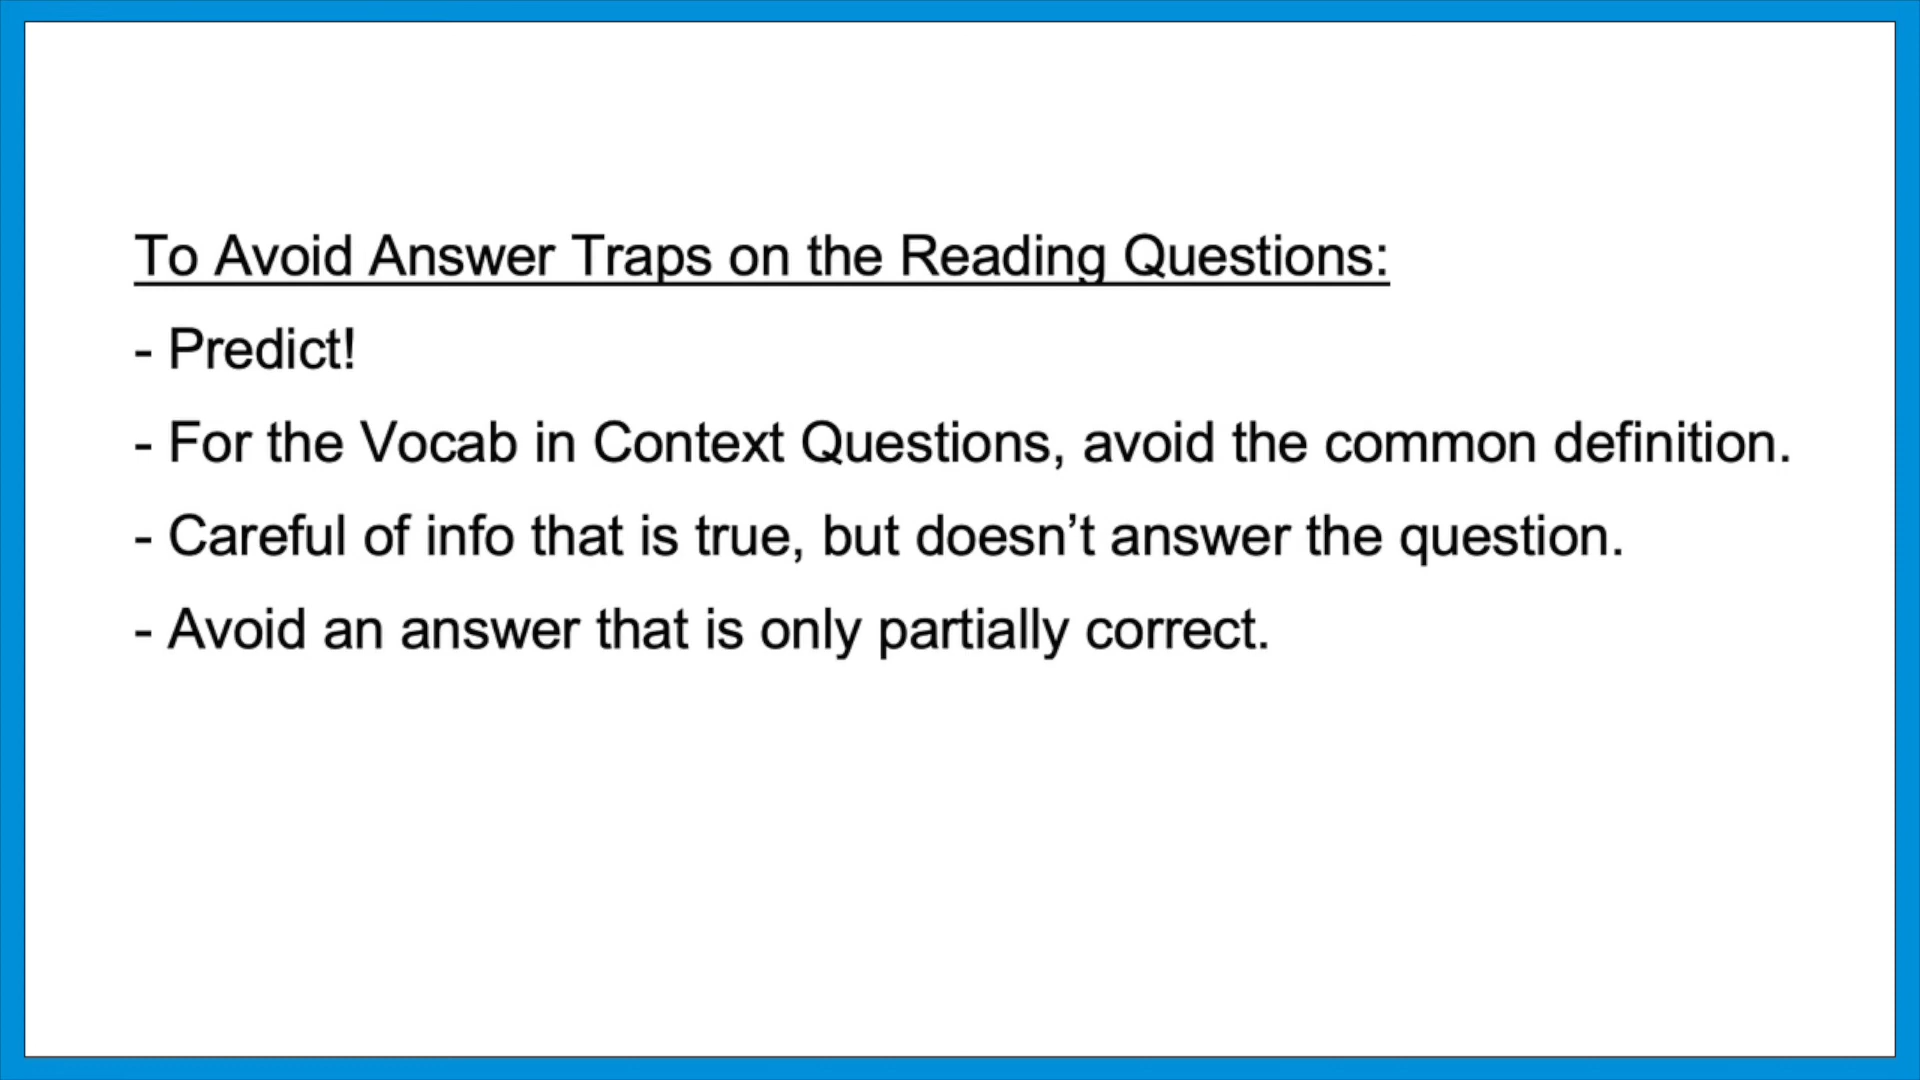 To Avoid Answer Traps on the Reading Questions:
- Predict!
- For the Vocab in Context Questions, avoid the common definition.
- Careful of info that is true, but doesn’t answer the question.
- Avoid an answer that is only partially correct.